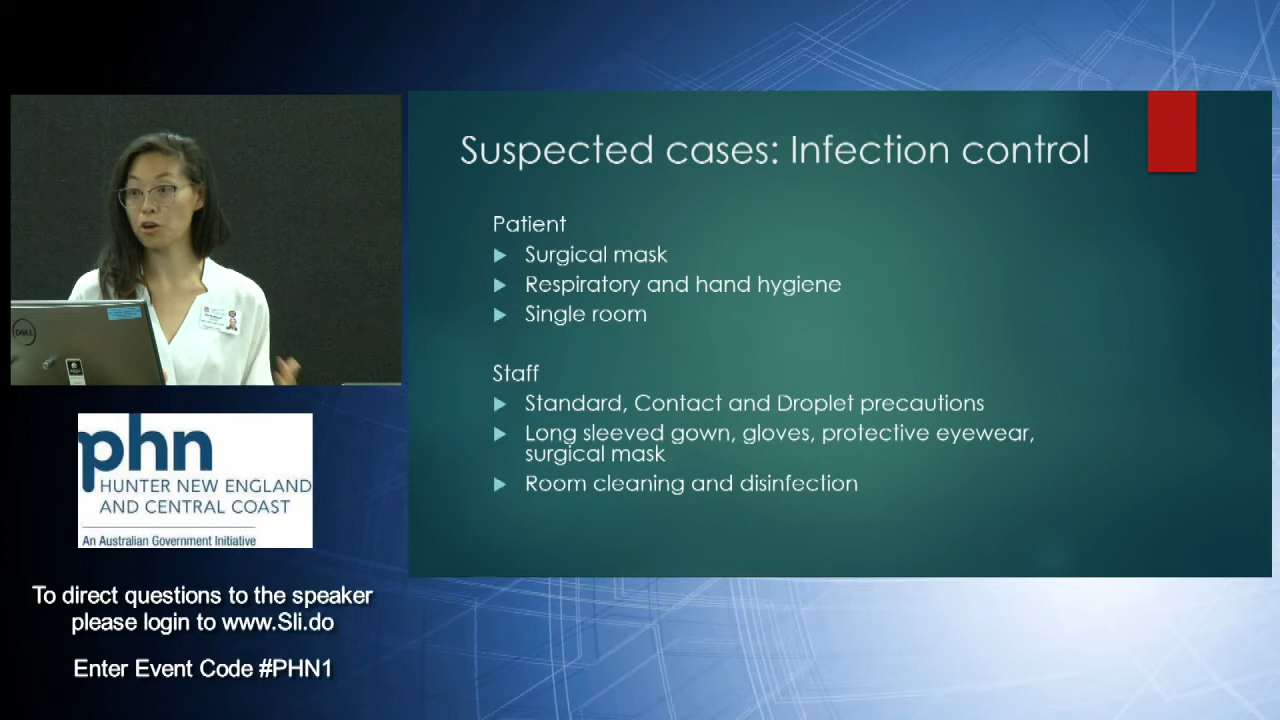 Suspected cases: Infection control
Patient
Surgical mask
Respiratory and hand hygiene
Single room
Staff
Standard, Contact and Droplet precautions
Long sleeved gown, gloves, protective eyewear,
surgical mask
Room cleaning and disinfection
DELL
phn
HUNTER NEW ENGLAND
AND CENTRAL COAST
An Australian Government Initiative
To direct questions to the speaker
please login to www.Sli.do
Enter Event Code #PHN1